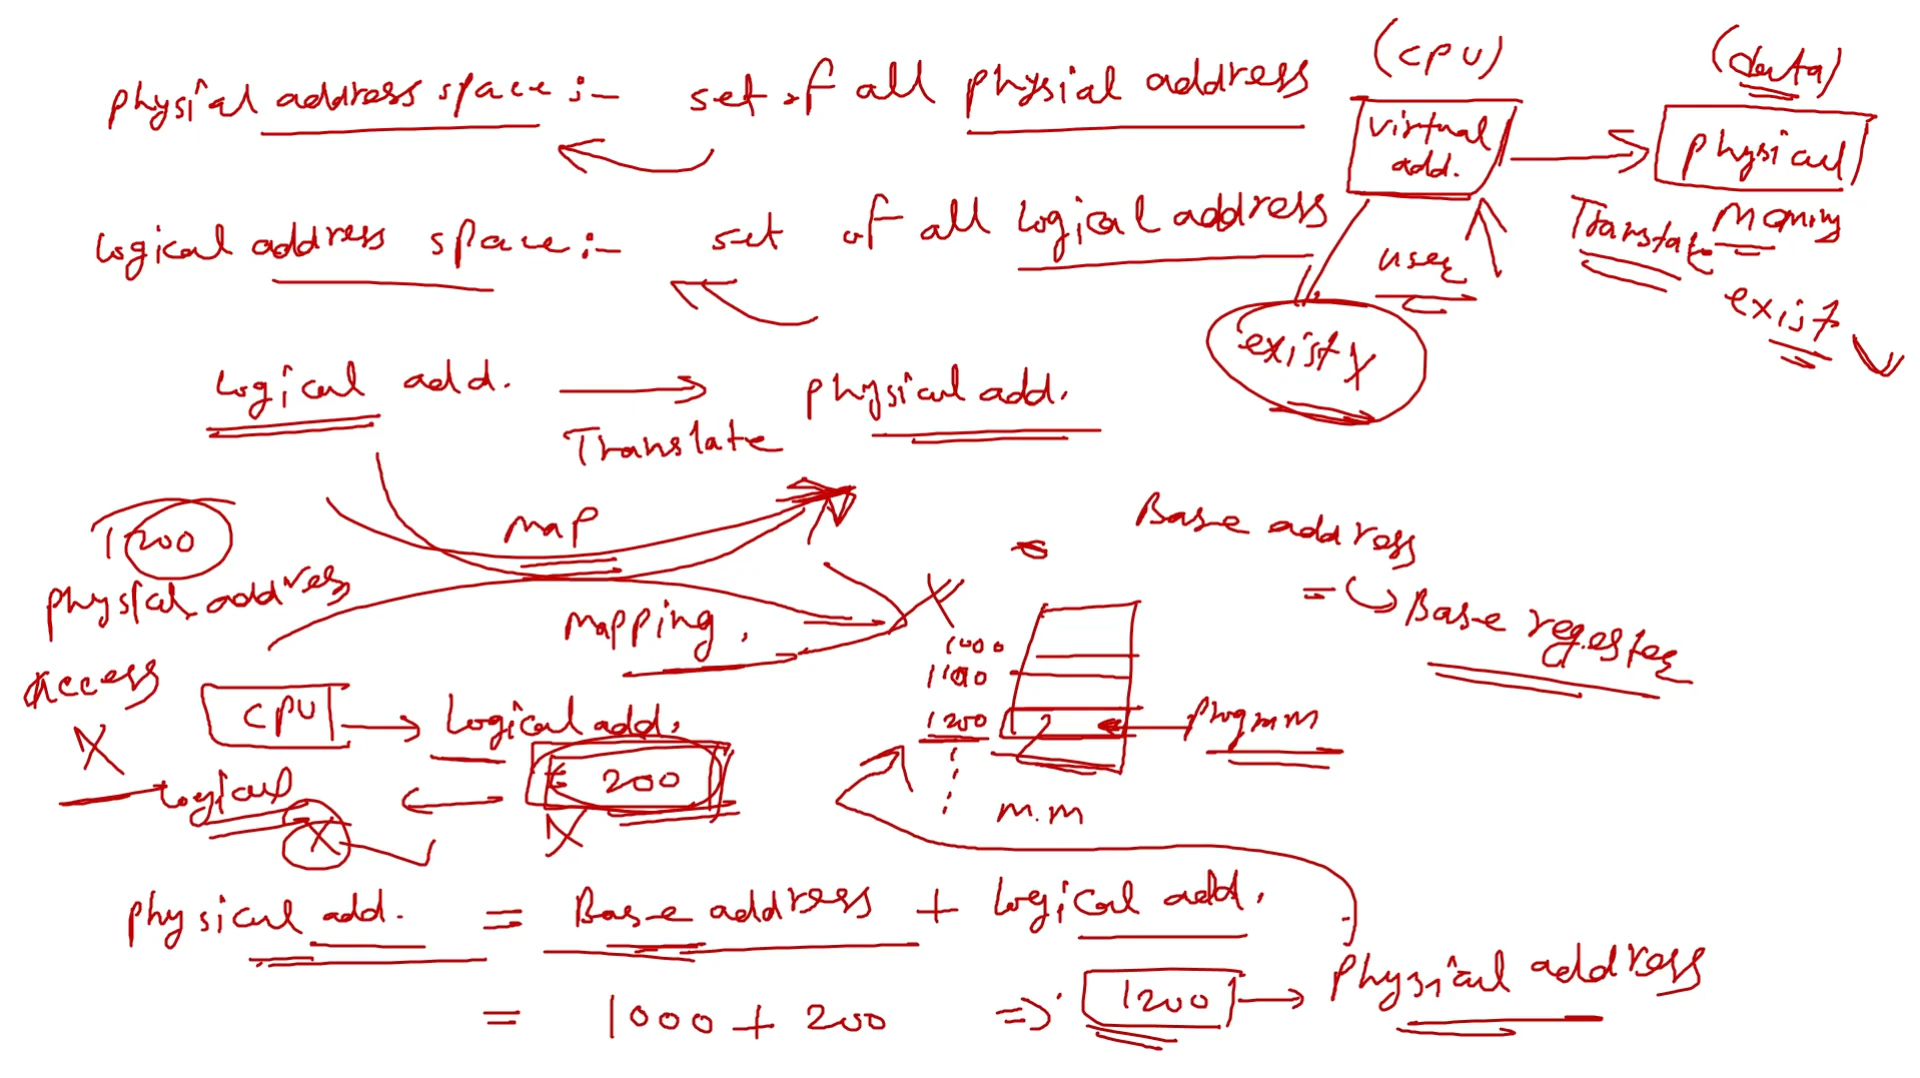 (CPU)
(data)
physical address space :- set of all physial address
virtual
add.
physical
logical address space :- set of all logical address
user
Translate
Memory
exist
exist X
logical add. → physical add.
Translate
map
1200
physical address
Base address
= Base regester
mapping.
1000
1100
1200
progmm
m.m
Access
X
CPU → Logical add.
200
logical
X
physical add. = Base address + logical add.
= 1000 + 200 ⇒ 1200 → Physical address